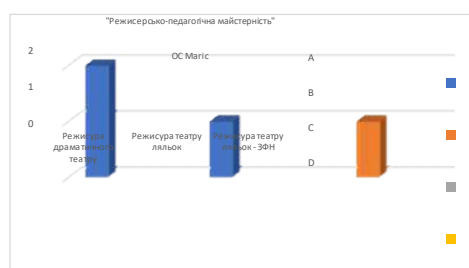 "Режисерсько-педагогічна майстерність"
ОС Магіс
2
1
0
Режисура
драматичного
театру
Режисура театру
ляльок
Режисура театру
ляльок - ЗФН
A
B
C
D